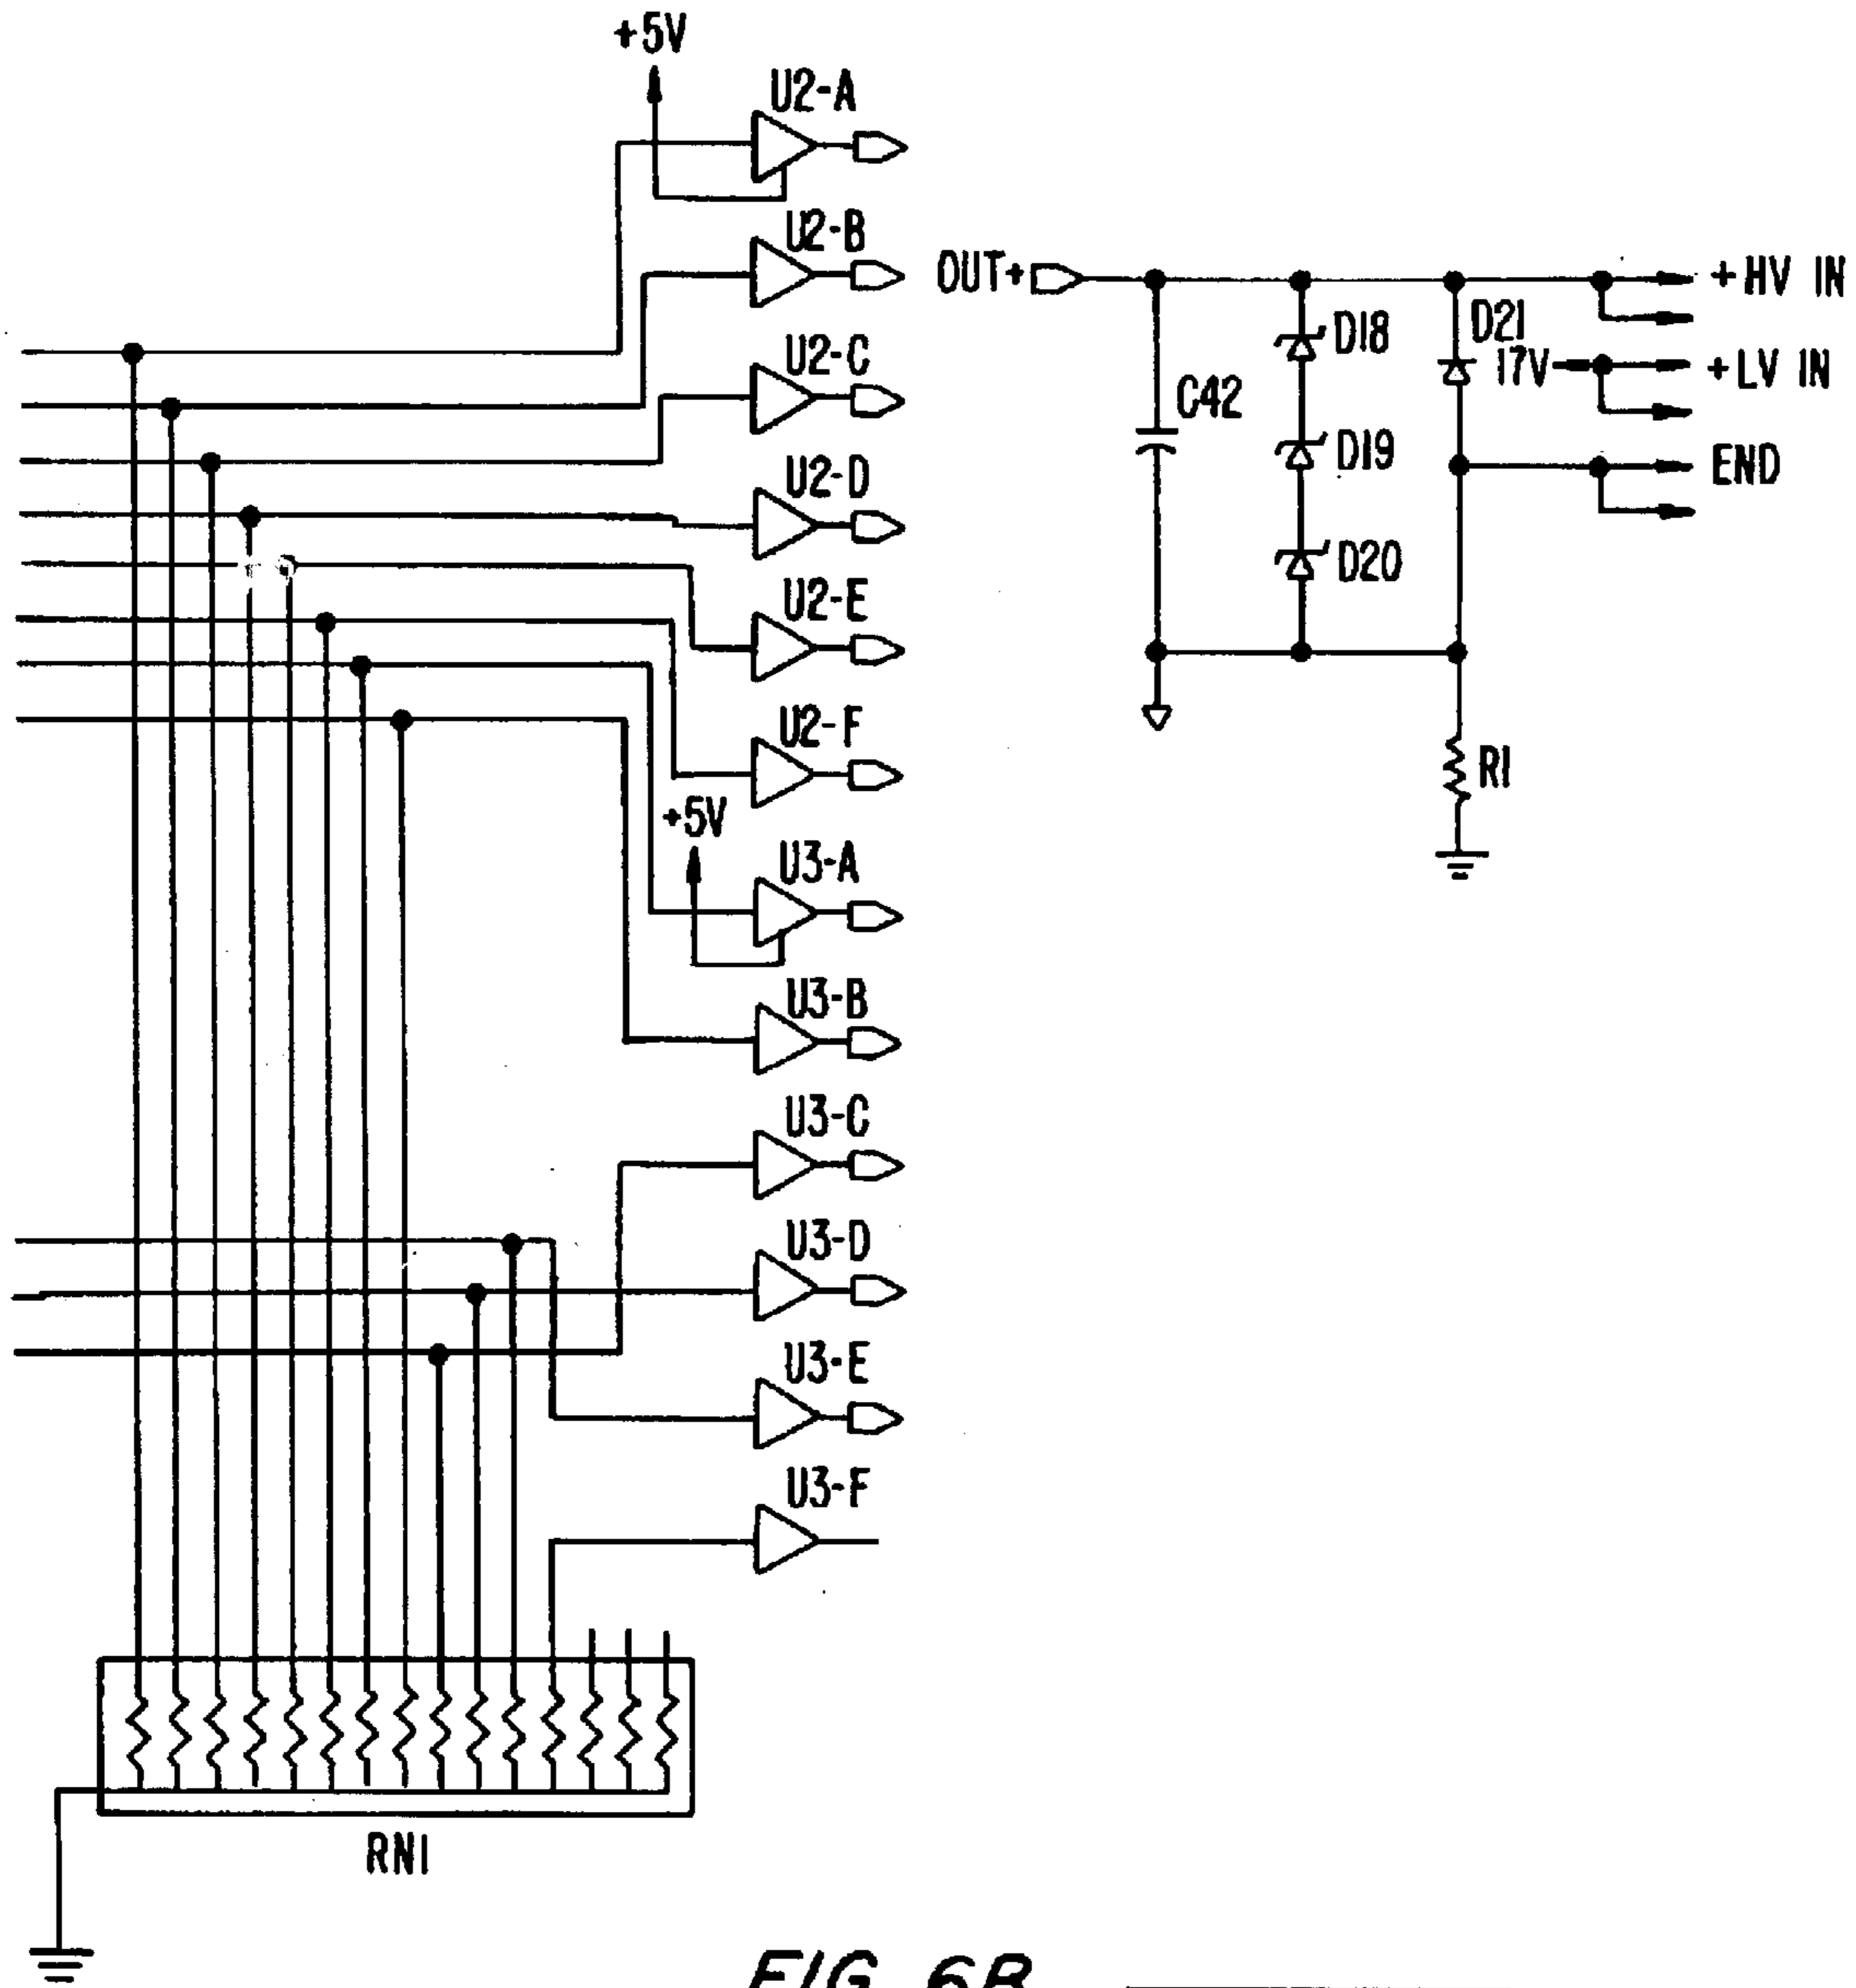 +5V
U2-A
U2-B
U2-C
U2-D
U2-E
U2-F
+5V
U3-A
U3-B
U3-C
U3-D
U3-E
U3-F
RN1
OUT+
C42
D18
D19
D20
D21
17V
+HV IN
+LV IN
END
R1
FIG. 6B